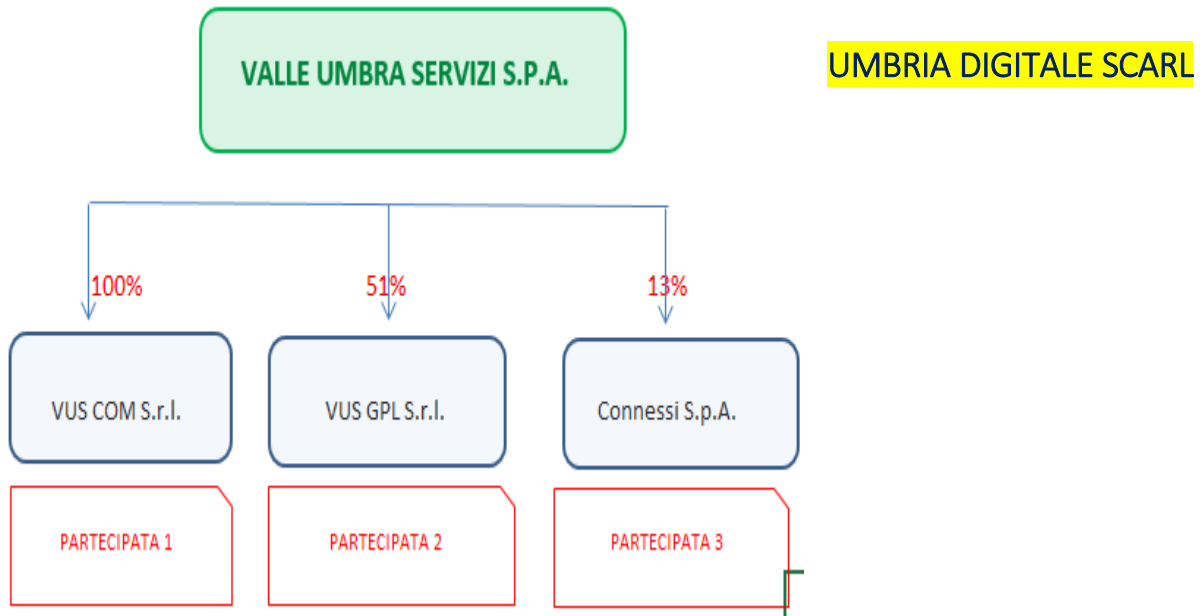 VALLE UMBRA SERVIZI S.P.A.
UMBRIA DIGITALE SCARL
100%
51%
13%
VUS COM S.r.l.
VUS GPL S.r.l.
Connessi S.p.A.
PARTECIPATA 1
PARTECIPATA 2
PARTECIPATA 3